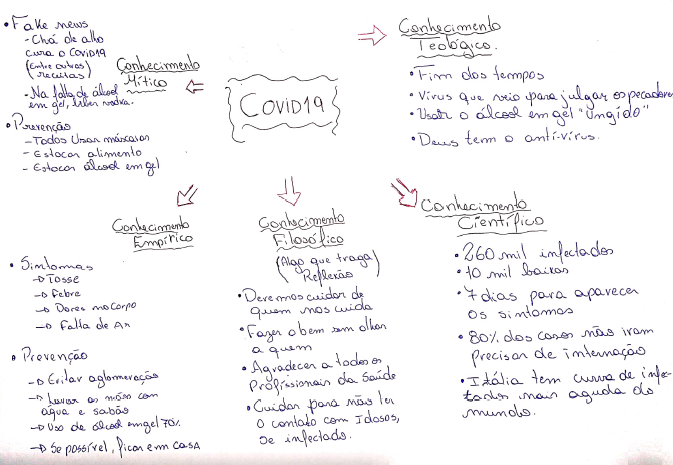 • Fake news
- Chá de alho
cura o Covid19
(Entre outras
receitas)
- Na falta de álcool
em gel, beber vodka.
• Prevenção
- Todos Usar máscaras
- Estocar alimento
- Estocar álcool em gel
Conhecimento
Mítico
COVID19
Conhecimento
Teológico.
• Fim dos tempos
• Vírus que veio para julgar os pecadores
• Usar o álcool em gel "Ungido"
• Deus tem o anti-vírus.
Conhecimento
Empírico
• Sintomas
→ Tosse
→ Febre
→ Dores no corpo
→ Falta de Ar
• Prevenção
→ Evitar aglomeração
→ Lavar as mãos com
água e sabão
→ Uso de álcool em gel 70%
→ Se possível, ficar em casa
Conhecimento
Filosófico
(Algo que traga
Reflexão)
• Devemos cuidar de
quem nos cuida
• Fazer o bem sem olhar
a quem
• Agradecer a todos os
Profissionais da Saúde
• Cuidar para não ter
o contato com Idosos,
se infectado.
Conhecimento
Científico
• 260 mil infectados
• 10 mil baixas
• 7 dias para aparecer
os sintomas
• 80% dos casos não iram
precisar de internação
• Itália tem curva de infe-
tados mais aguda do
mundo.